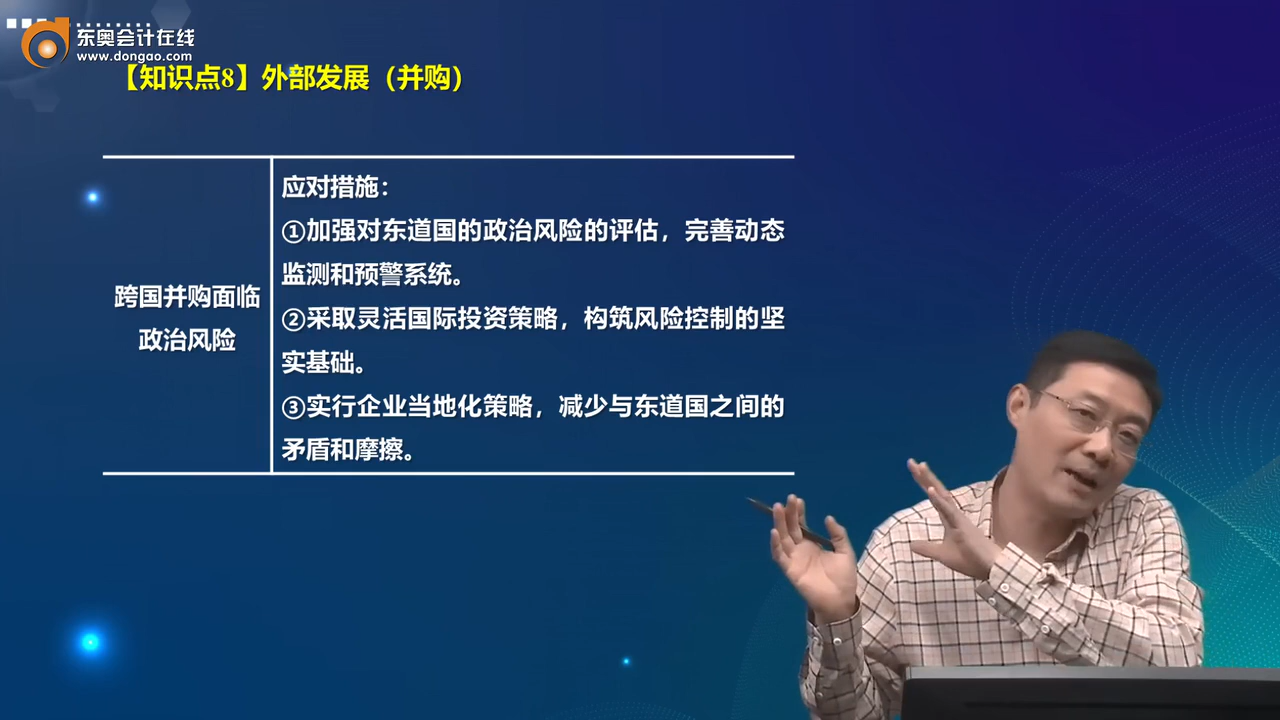 东奥会计在线
www.dongao.com
【知识点8】外部发展（并购）
应对措施：
①加强对东道国的政治风险的评估，完善动态
监测和预警系统。
跨国并购面临
政治风险
②采取灵活国际投资策略，构筑风险控制的坚
实基础。
③实行企业当地化策略，减少与东道国之间的
矛盾和摩擦。